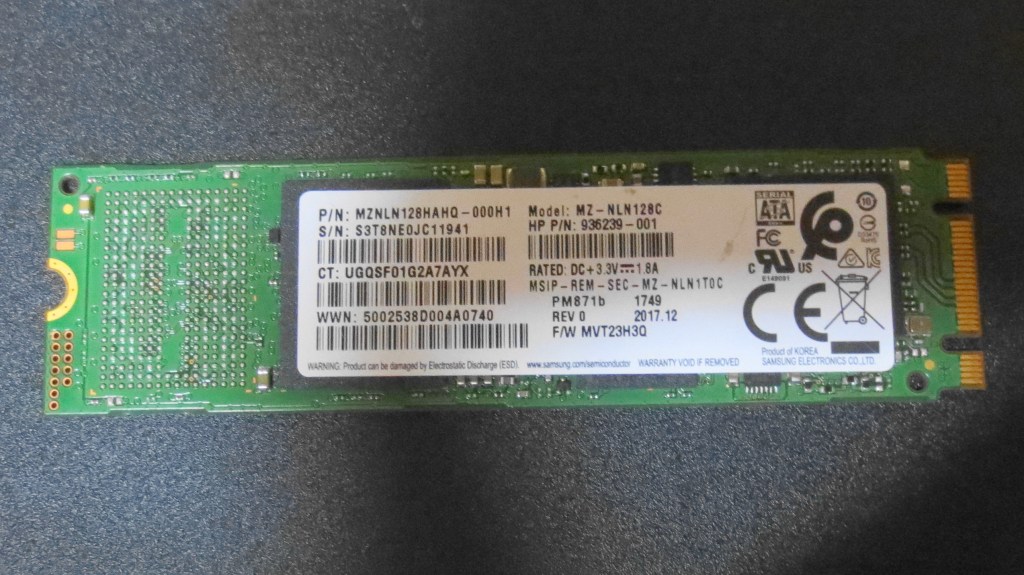 P/N: MZNLN128HAHQ-000H1
S/N: S3T8NE0JC11941
CT: UGQSF01G2A7AYX
WWN: 5002538D004A0740
Model: MZ-NLN128C
HP P/N: 936239-001
RATED: DC+3.3V 1.8A
MSIP-REM-SEC-MZ-NLN1T0C
PM871b 1749
REV 0 2017.12
F/W MVT23H3Q
SERIAL
ATA
FC
C RU US
E148091
10
CE
Product of KOREA
SAMSUNG ELECTRONICS CO.,LTD.
WARNING: Product can be damaged by Electrostatic Discharge (ESD). www.samsung.com/semiconductor WARRANTY VOID IF REMOVED